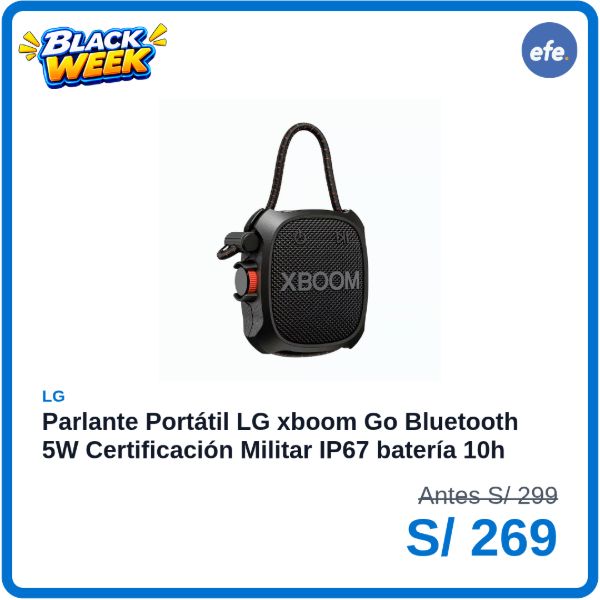 BLACK
WEEK
efe.
XBOOM
LG
Parlante Portátil LG xboom Go Bluetooth
5W Certificación Militar IP67 batería 10h
Antes S/ 299
S/ 269